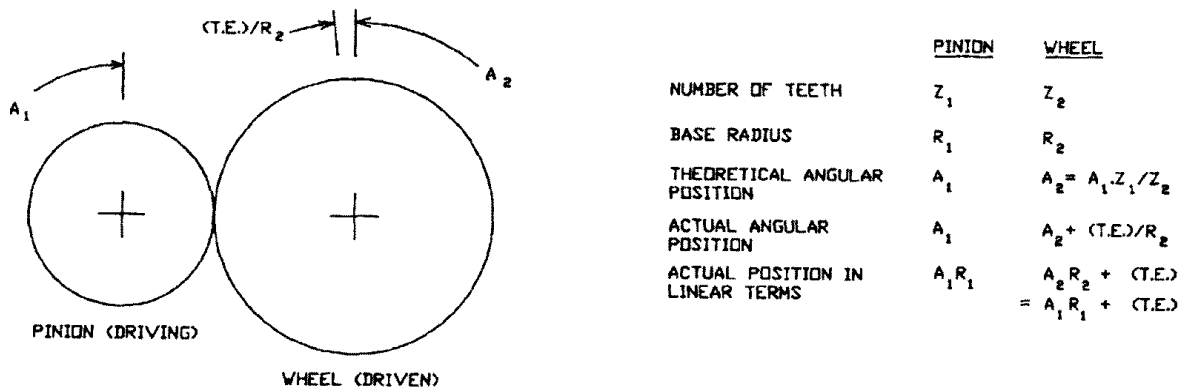 (T.E.)/R₂
A₁
A₂
PINION (DRIVING)
WHEEL (DRIVEN)
PINION WHEEL
NUMBER OF TEETH Z₁ Z₂
BASE RADIUS R₁ R₂
THEORETICAL ANGULAR A₁ A₂= A₁.Z₁/Z₂
POSITION
ACTUAL ANGULAR A₁ A₂+ (T.E.)/R₂
POSITION
ACTUAL POSITION IN A₁R₁ A₂R₂ + (T.E.)
LINEAR TERMS = A₁R₁ + (T.E.)